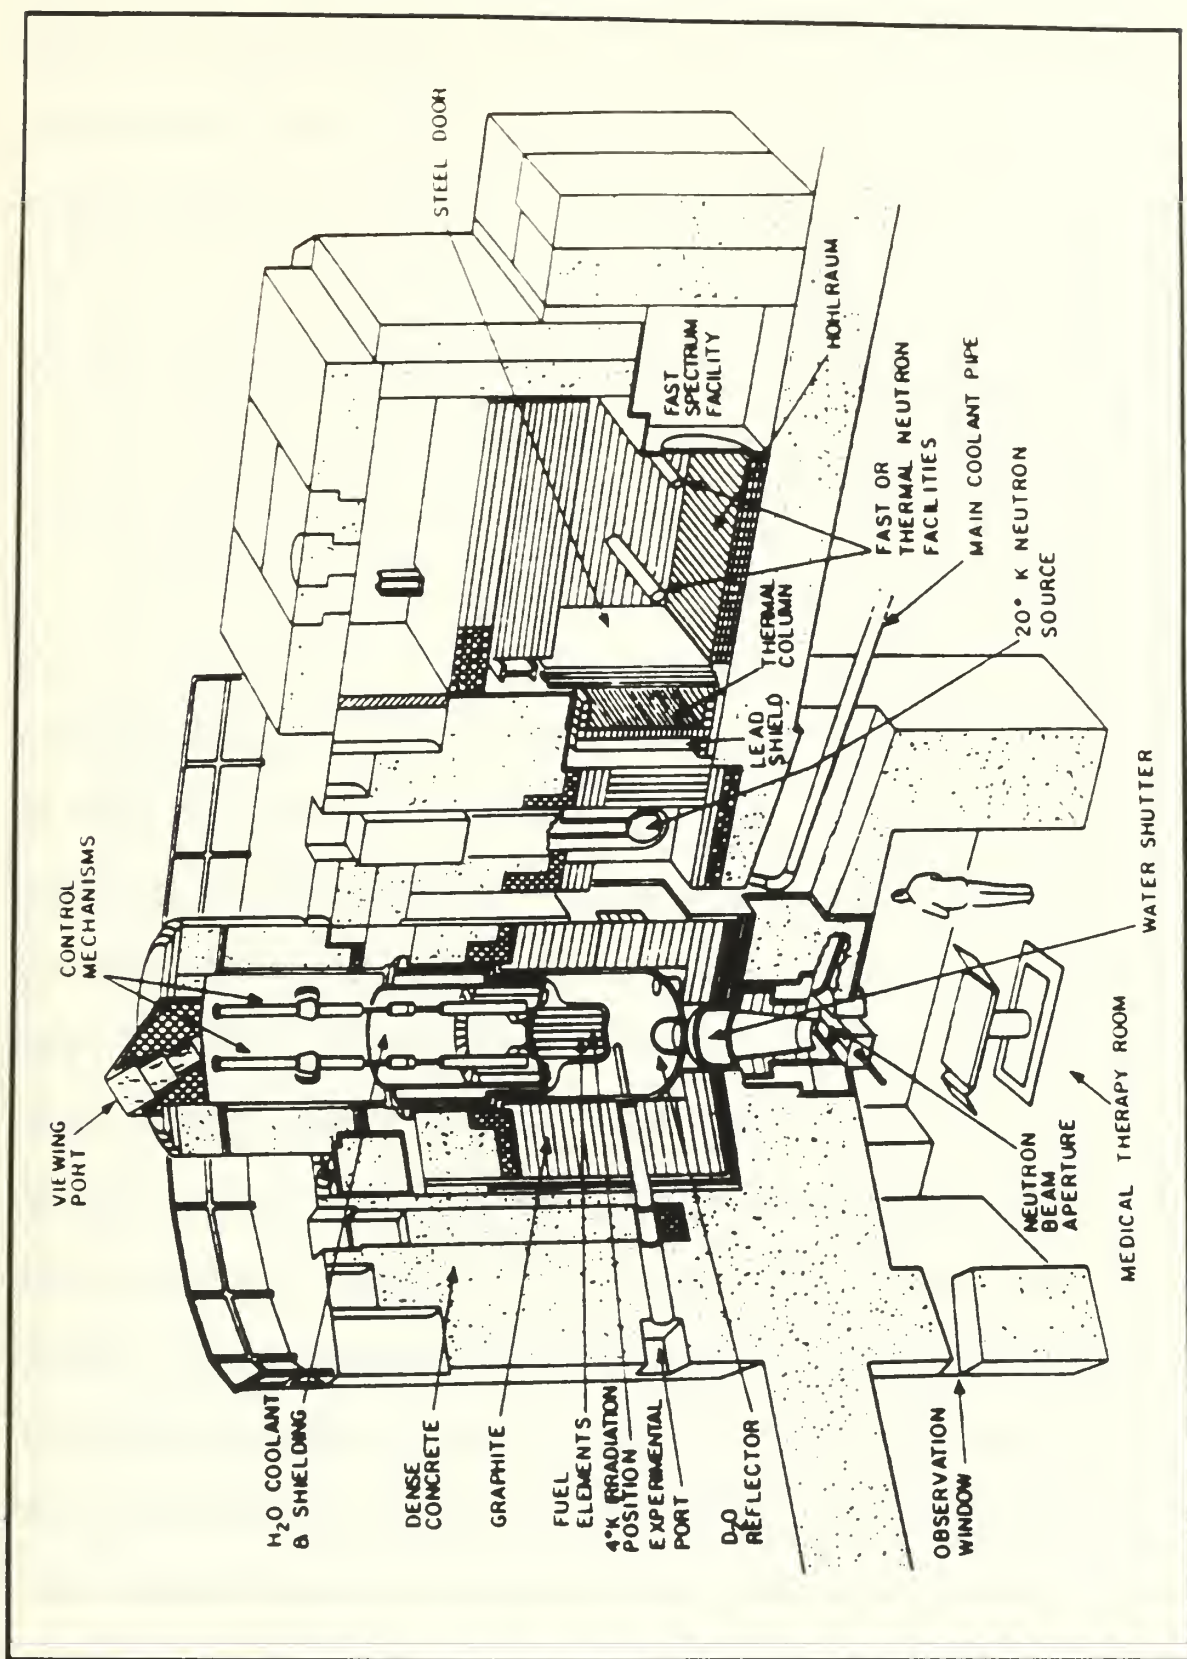 VIEWING
PORT
CONTROL
MECHANISMS
STEEL DOOR
H₂O COOLANT
& SHIELDING
DENSE
CONCRETE
GRAPHITE
FUEL
ELEMENTS
4°K IRRADIATION
POSITION
EXPERIMENTAL
PORT
D₂O
REFLECTOR
OBSERVATION
WINDOW
FAST
SPECTRUM
FACILITY
HOHLRAUM
LEAD
SHIELD
THERMAL
COLUMN
FAST OR
THERMAL NEUTRON
FACILITIES
MAIN COOLANT PIPE
20° K NEUTRON
SOURCE
WATER SHUTTER
NEUTRON
BEAM
APERTURE
MEDICAL THERAPY ROOM